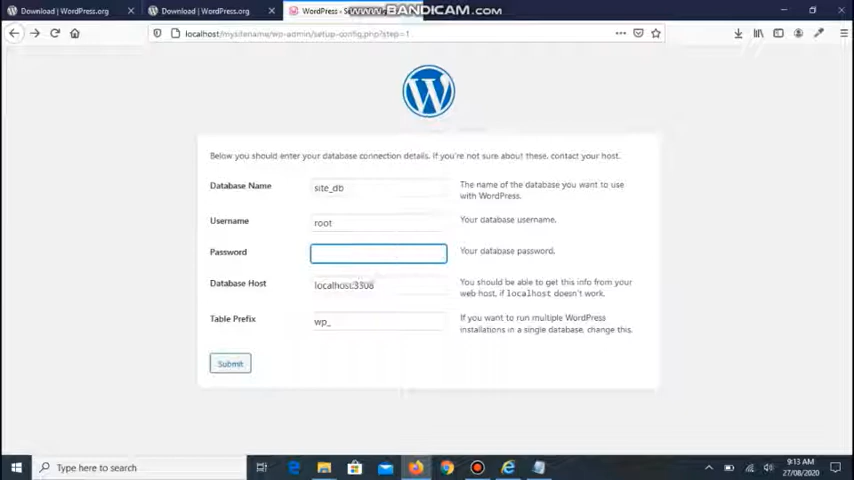 Download | WordPress.org
Download | WordPress.org
WordPress › S
www.BANDICAM.com
localhost/mysitename/wp-admin/setup-config.php?step=1
Below you should enter your database connection details. If you're not sure about these, contact your host.
Database Name
site_db
The name of the database you want to use
with WordPress.
Username
root
Your database username.
Password
Your database password.
Database Host
localhost:3308
You should be able to get this info from your
web host, if localhost doesn't work.
Table Prefix
wp_
If you want to run multiple WordPress
installations in a single database, change this.
Submit
Type here to search
9:13 AM
27/08/2020